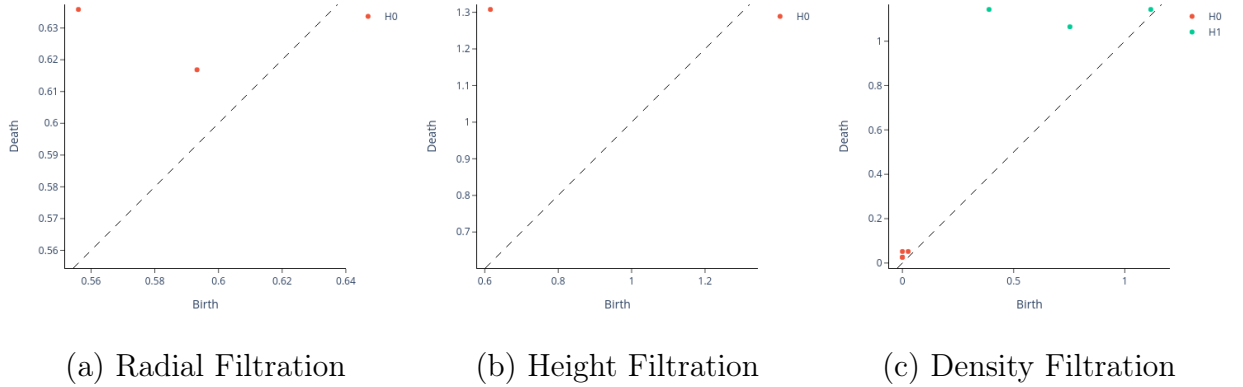 0.63
0.62
0.61
0.6
0.59
0.58
0.57
0.56
0.56
0.58
0.6
0.62
0.64
Death
Birth
H0
(a) Radial Filtration
1.3
1.2
1.1
1
0.9
0.8
0.7
0.6
0.8
1
1.2
Death
Birth
H0
(b) Height Filtration
1
0.8
0.6
0.4
0.2
0
0
0.5
1
Death
Birth
H0
H1
(c) Density Filtration